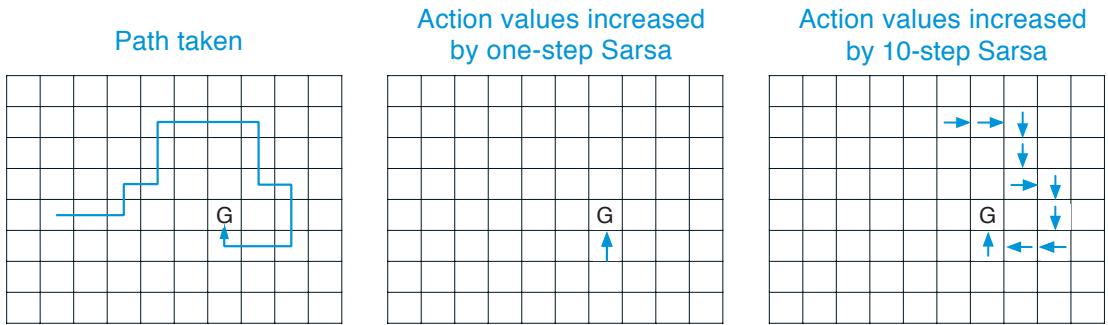 Path taken
Action values increased
by one-step Sarsa
Action values increased
by 10-step Sarsa
G
G
G